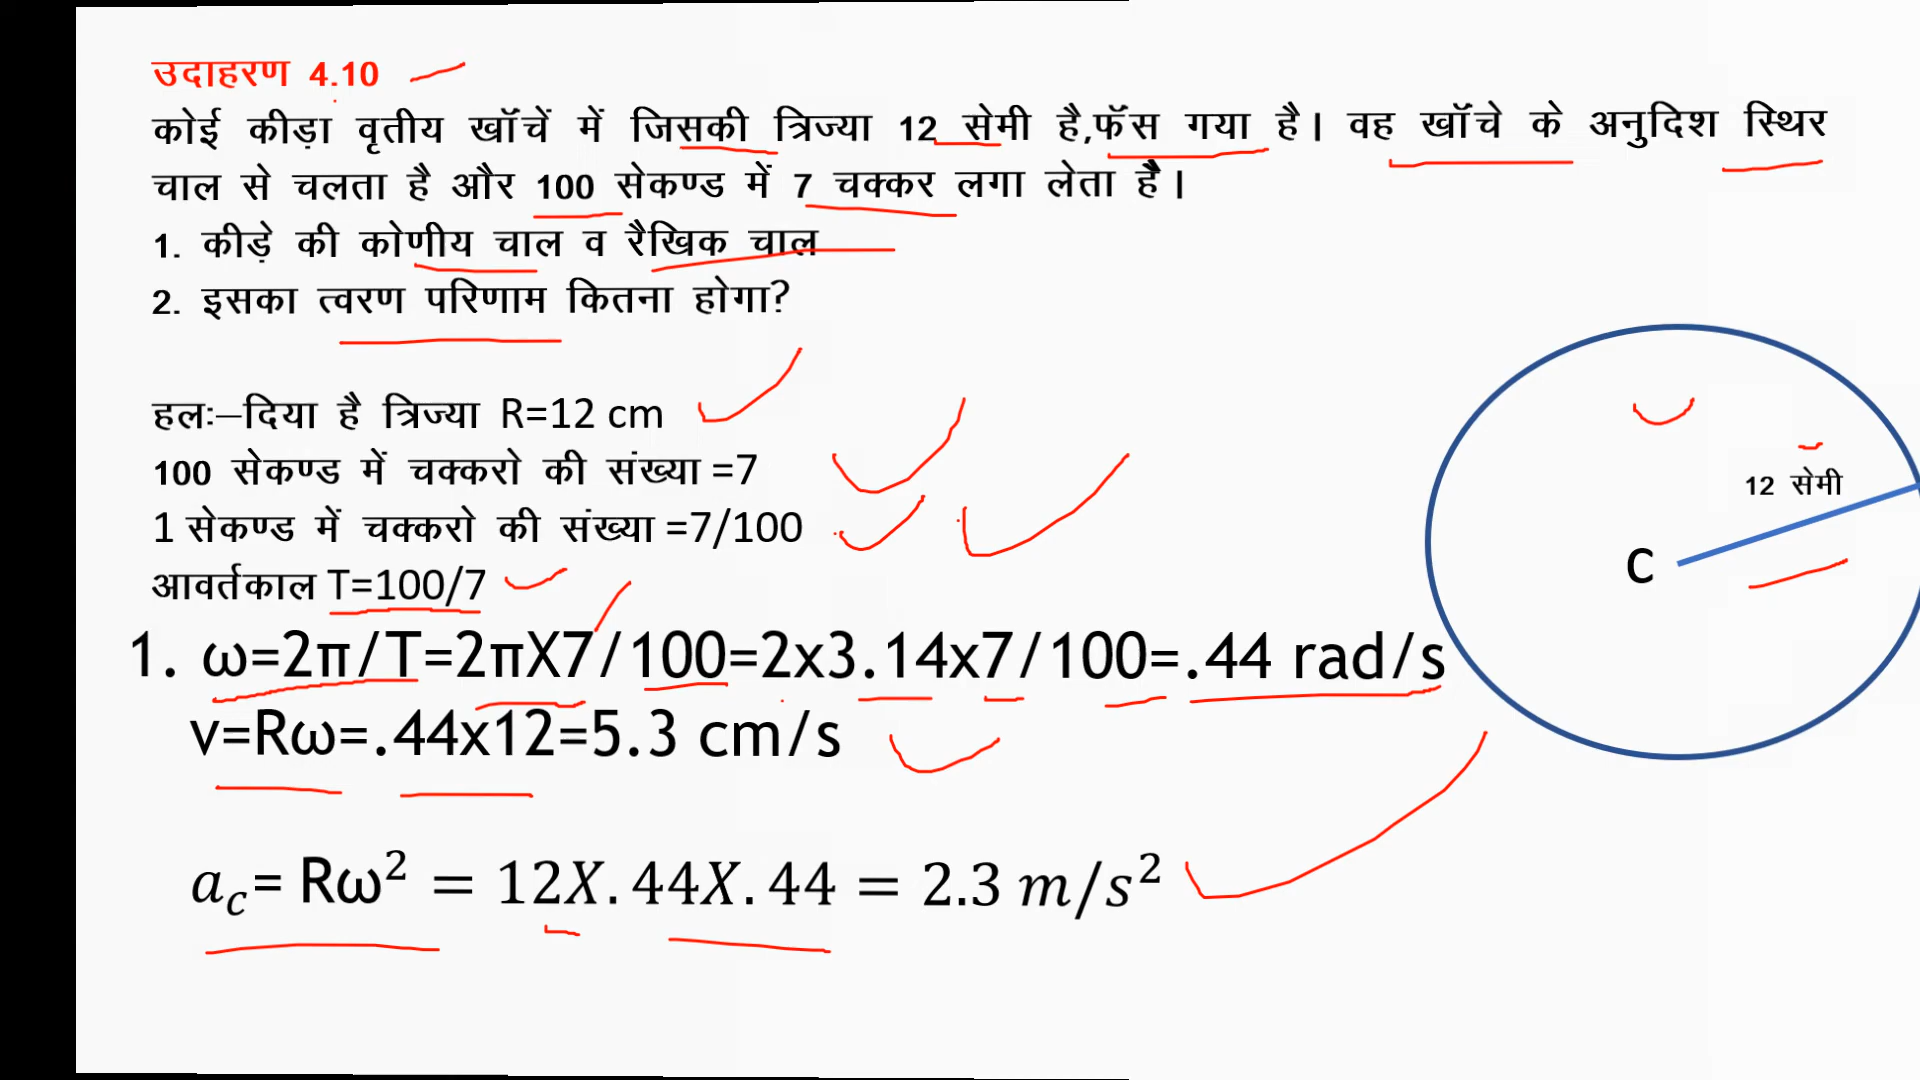 उदाहरण 4.10
कोई कीड़ा वृतीय खाॅचें में जिसकी त्रिज्या 12 सेमी है,फॅस गया है। वह खाॅचे के अनुदिश स्थिर
चाल से चलता है और 100 सेकण्ड में 7 चक्कर लगा लेता है।
1. कीड़े की कोणीय चाल व रैखिक चाल
2. इसका त्वरण परिणाम कितना होगा?
हलः–दिया है त्रिज्या R=12 cm
100 सेकण्ड में चक्करो की संख्या =7
1 सेकण्ड में चक्करो की संख्या =7/100
आवर्तकाल T=100/7
1. ω=2π/T=2πX7/100=2x3.14x7/100=.44 rad/s
v=Rω=.44x12=5.3 cm/s
a_c= Rω² = 12X.44X.44 = 2.3 m/s²
12 सेमी
C